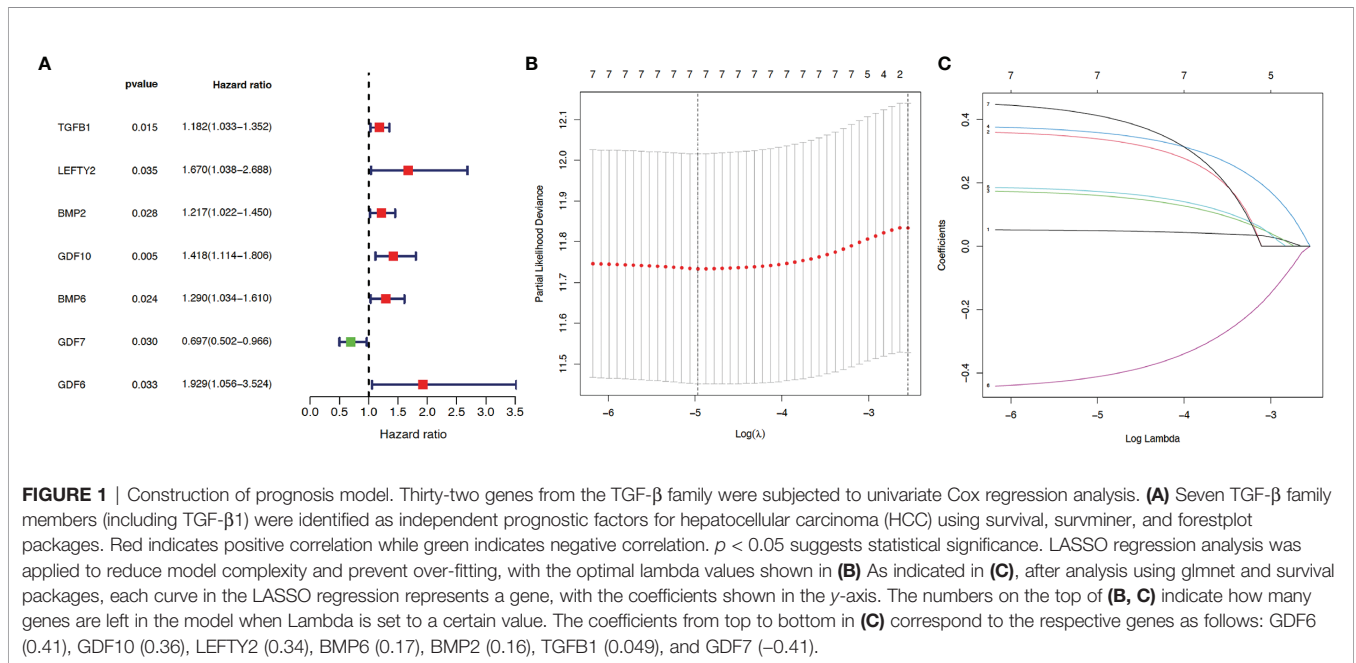 A
pvalue Hazard ratio
TGFB1 0.015 1.182(1.033−1.352)
LEFTY2 0.035 1.670(1.038−2.688)
BMP2 0.028 1.217(1.022−1.450)
GDF10 0.005 1.418(1.114−1.806)
BMP6 0.024 1.290(1.034−1.610)
GDF7 0.030 0.697(0.502−0.966)
GDF6 0.033 1.929(1.056−3.524)
0.0 0.5 1.0 1.5 2.0 2.5 3.0 3.5
Hazard ratio
B
7 7 7 7 7 7 7 7 7 7 7 7 7 7 7 7 7 5 4 2
Partial Likelihood Deviance
12.1
12.0
11.9
11.8
11.7
11.6
11.5
−6 −5 −4 −3
Log(λ)
C
7 7 7 5
Coefficients
0.4
0.2
0.0
−0.2
−0.4
7
4
2
1
−6 −5 −4 −3
Log Lambda
FIGURE 1 | Construction of prognosis model. Thirty-two genes from the TGF-β family were subjected to univariate Cox regression analysis. (A) Seven TGF-β family
members (including TGF-β1) were identified as independent prognostic factors for hepatocellular carcinoma (HCC) using survival, survminer, and forestplot
packages. Red indicates positive correlation while green indicates negative correlation. p < 0.05 suggests statistical significance. LASSO regression analysis was
applied to reduce model complexity and prevent over-fitting, with the optimal lambda values shown in (B) As indicated in (C), after analysis using glmnet and survival
packages, each curve in the LASSO regression represents a gene, with the coefficients shown in the y-axis. The numbers on the top of (B, C) indicate how many
genes are left in the model when Lambda is set to a certain value. The coefficients from top to bottom in (C) correspond to the respective genes as follows: GDF6
(0.41), GDF10 (0.36), LEFTY2 (0.34), BMP6 (0.17), BMP2 (0.16), TGFB1 (0.049), and GDF7 (−0.41).